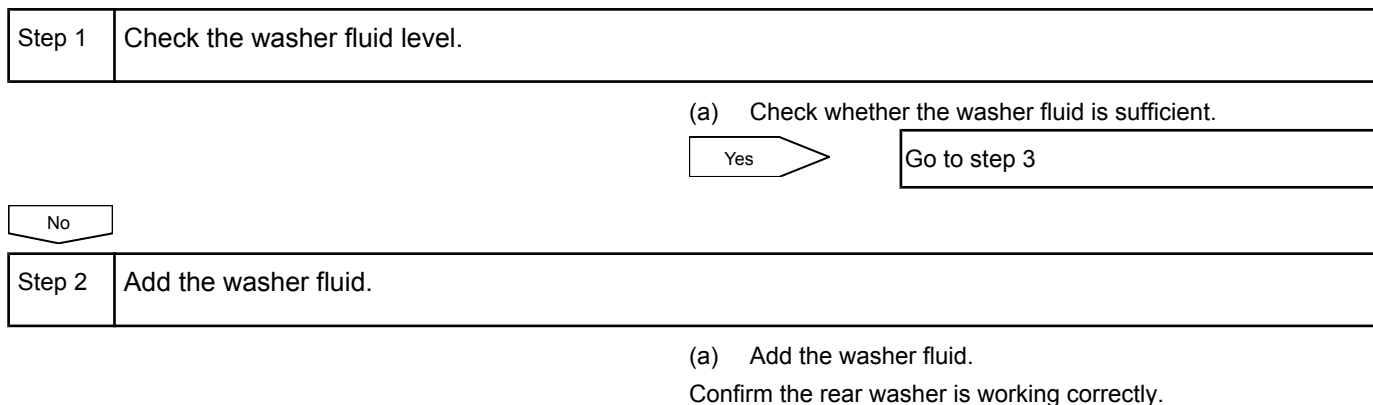 Step 1 Check the washer fluid level.
(a) Check whether the washer fluid is sufficient.
Yes Go to step 3
No
Step 2 Add the washer fluid.
(a) Add the washer fluid.
Confirm the rear washer is working correctly.